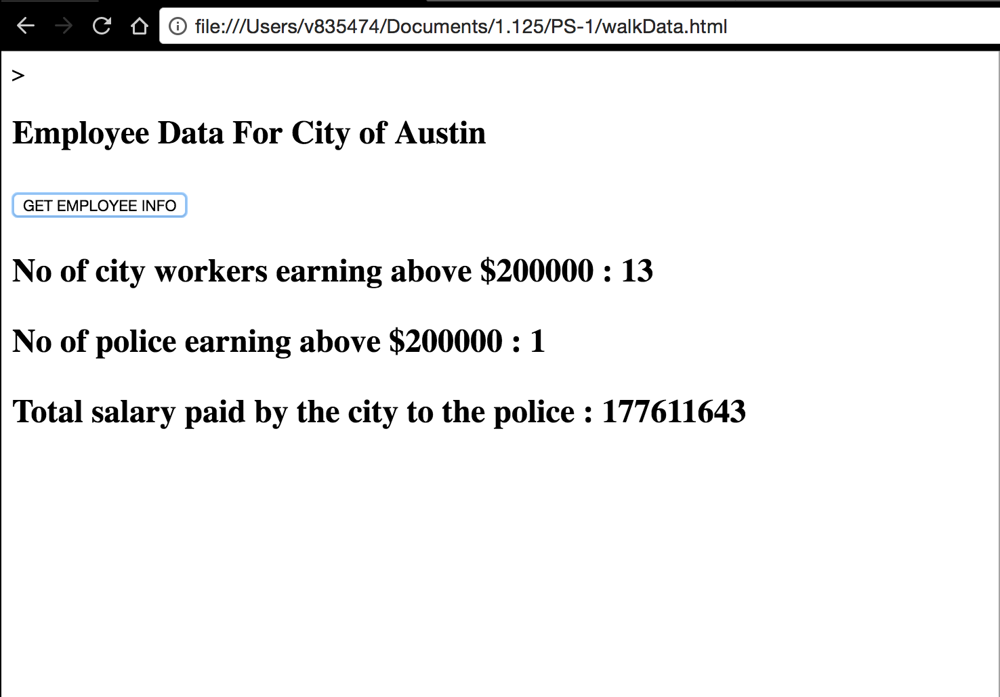 file:///Users/v835474/Documents/1.125/PS-1/walkData.html
>
Employee Data For City of Austin
GET EMPLOYEE INFO
No of city workers earning above $200000 : 13
No of police earning above $200000 : 1
Total salary paid by the city to the police : 177611643